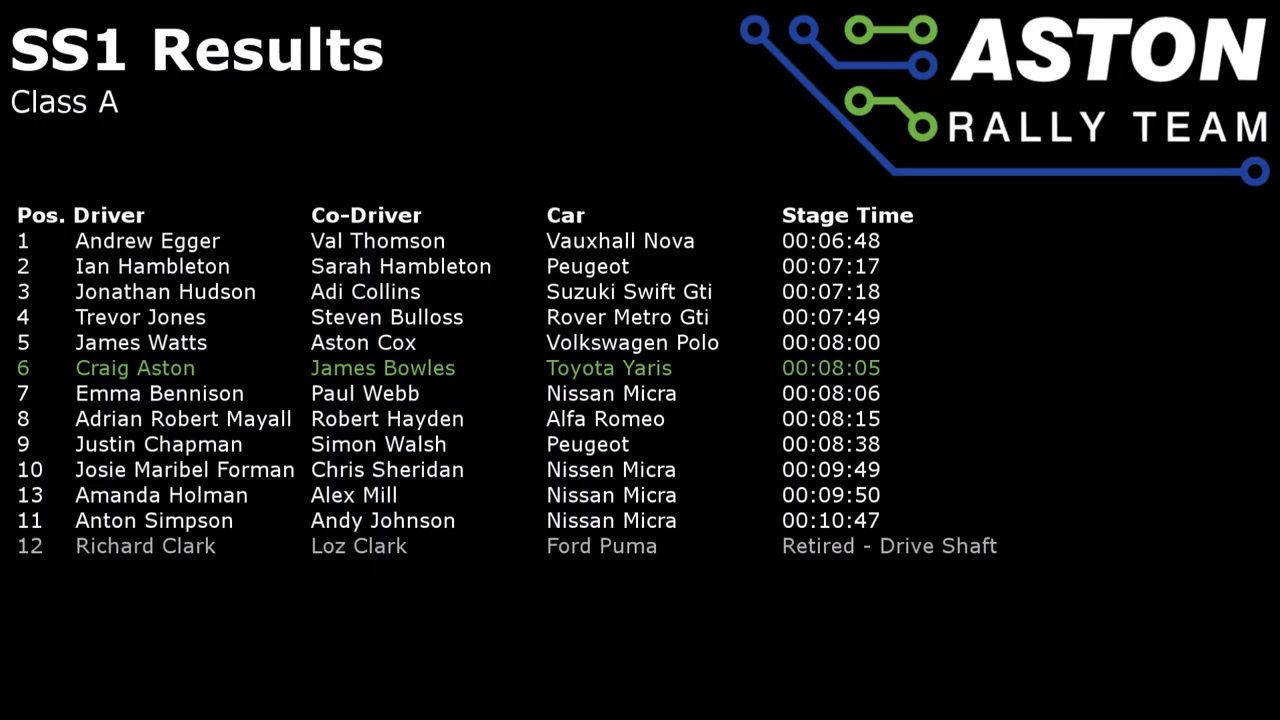 SS1 Results
Class A
ASTON
RALLY TEAM
Pos. Driver Co-Driver Car Stage Time
1 Andrew Egger Val Thomson Vauxhall Nova 00:06:48
2 Ian Hambleton Sarah Hambleton Peugeot 00:07:17
3 Jonathan Hudson Adi Collins Suzuki Swift Gti 00:07:18
4 Trevor Jones Steven Bulloss Rover Metro Gti 00:07:49
5 James Watts Aston Cox Volkswagen Polo 00:08:00
6 Craig Aston James Bowles Toyota Yaris 00:08:05
7 Emma Bennison Paul Webb Nissan Micra 00:08:06
8 Adrian Robert Mayall Robert Hayden Alfa Romeo 00:08:15
9 Justin Chapman Simon Walsh Peugeot 00:08:38
10 Josie Maribel Forman Chris Sheridan Nissen Micra 00:09:49
13 Amanda Holman Alex Mill Nissan Micra 00:09:50
11 Anton Simpson Andy Johnson Nissan Micra 00:10:47
12 Richard Clark Loz Clark Ford Puma Retired - Drive Shaft